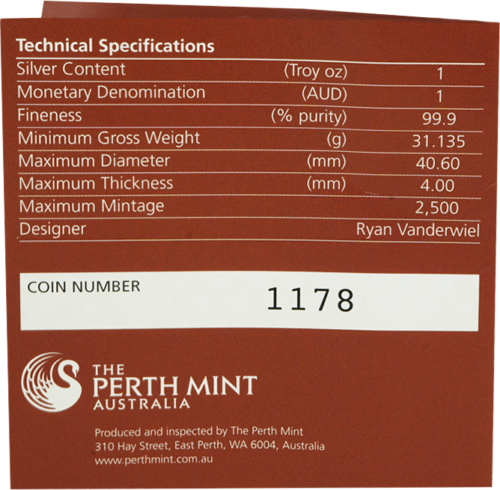 Technical Specifications
Silver Content (Troy oz) 1
Monetary Denomination (AUD) 1
Fineness (% purity) 99.9
Minimum Gross Weight (g) 31.135
Maximum Diameter (mm) 40.60
Maximum Thickness (mm) 4.00
Maximum Mintage 2,500
Designer Ryan Vanderwiel
COIN NUMBER 1178
THE
PERTH MINT
AUSTRALIA
Produced and inspected by The Perth Mint
310 Hay Street, East Perth, WA 6004, Australia
www.perthmint.com.au